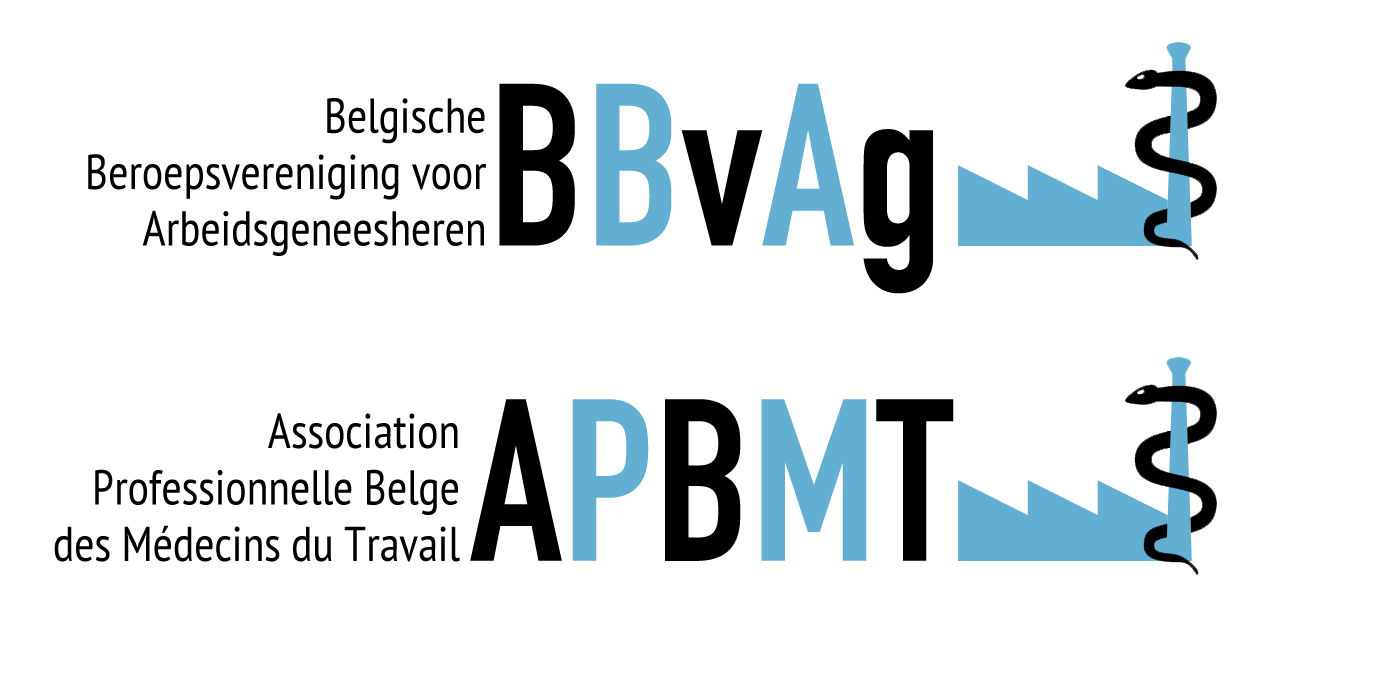 Belgische
Beroepsvereniging voor
Arbeidsgeneesheren
BBvAg
Association
Professionnelle Belge
des Médecins du Travail
APBMT